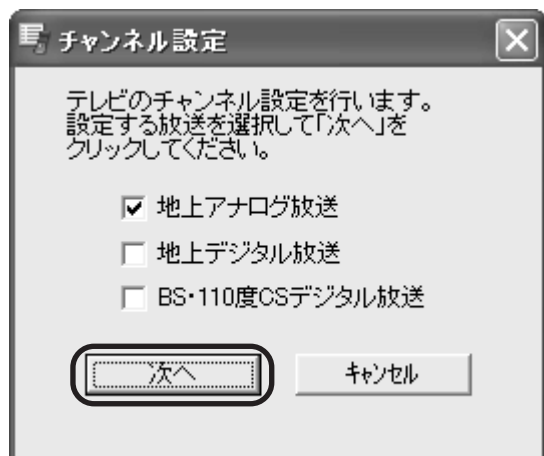 チャンネル設定
テレビのチャンネル設定を行います。
設定する放送を選択して「次へ」を
クリックしてください。
地上アナログ放送
地上デジタル放送
BS・110度CSデジタル放送
次へ
キャンセル